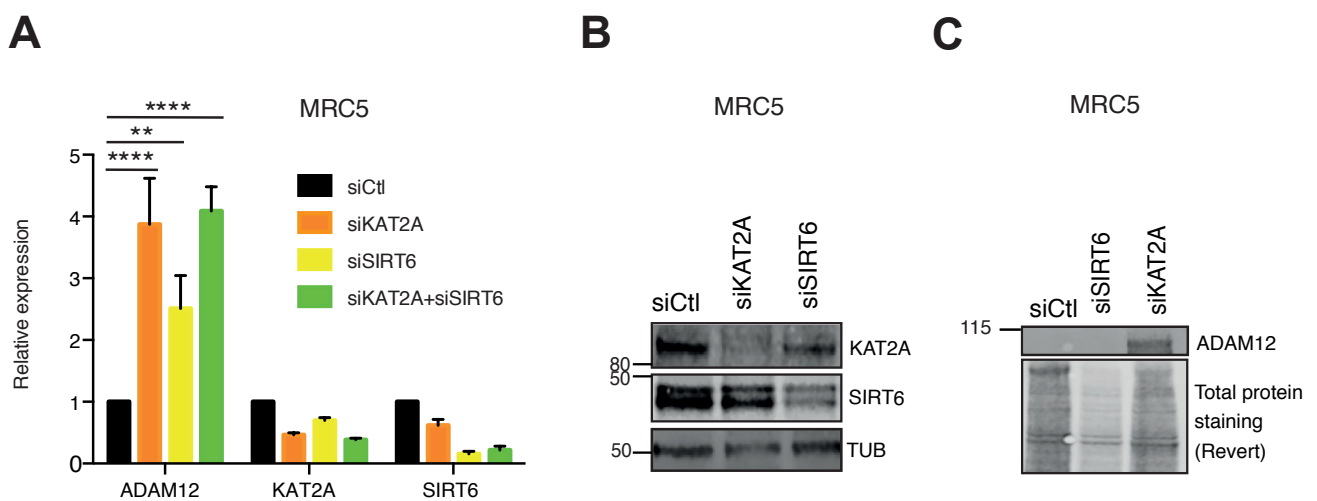 A
B
C
MRC5
MRC5
MRC5
****
**
****
5
4
3
2
1
0
Relative expression
siCtl
siKAT2A
siSIRT6
siKAT2A+siSIRT6
ADAM12
KAT2A
SIRT6
siCtl
siKAT2A
siSIRT6
80
KAT2A
50
SIRT6
50
TUB
siCtl
siSIRT6
siKAT2A
115
ADAM12
Total protein
staining
(Revert)